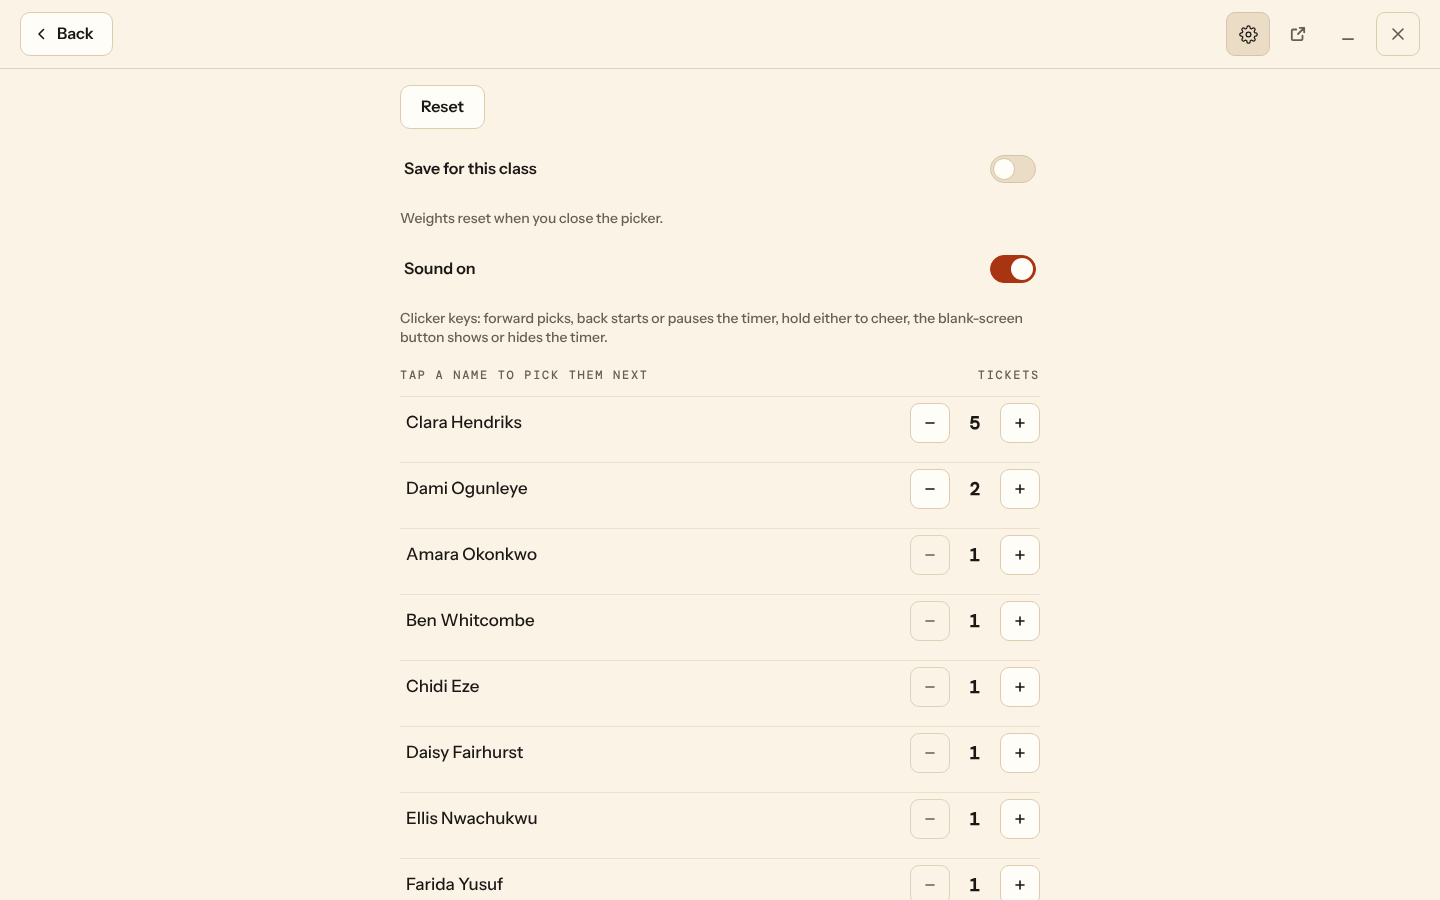 Back
Reset
Save for this class
Weights reset when you close the picker.
Sound on
Clicker keys: forward picks, back starts or pauses the timer, hold either to cheer, the blank-screen
button shows or hides the timer.
TAP A NAME TO PICK THEM NEXT TICKETS
Clara Hendriks − 5 +
Dami Ogunleye − 2 +
Amara Okonkwo − 1 +
Ben Whitcombe − 1 +
Chidi Eze − 1 +
Daisy Fairhurst − 1 +
Ellis Nwachukwu − 1 +
Farida Yusuf − 1 +